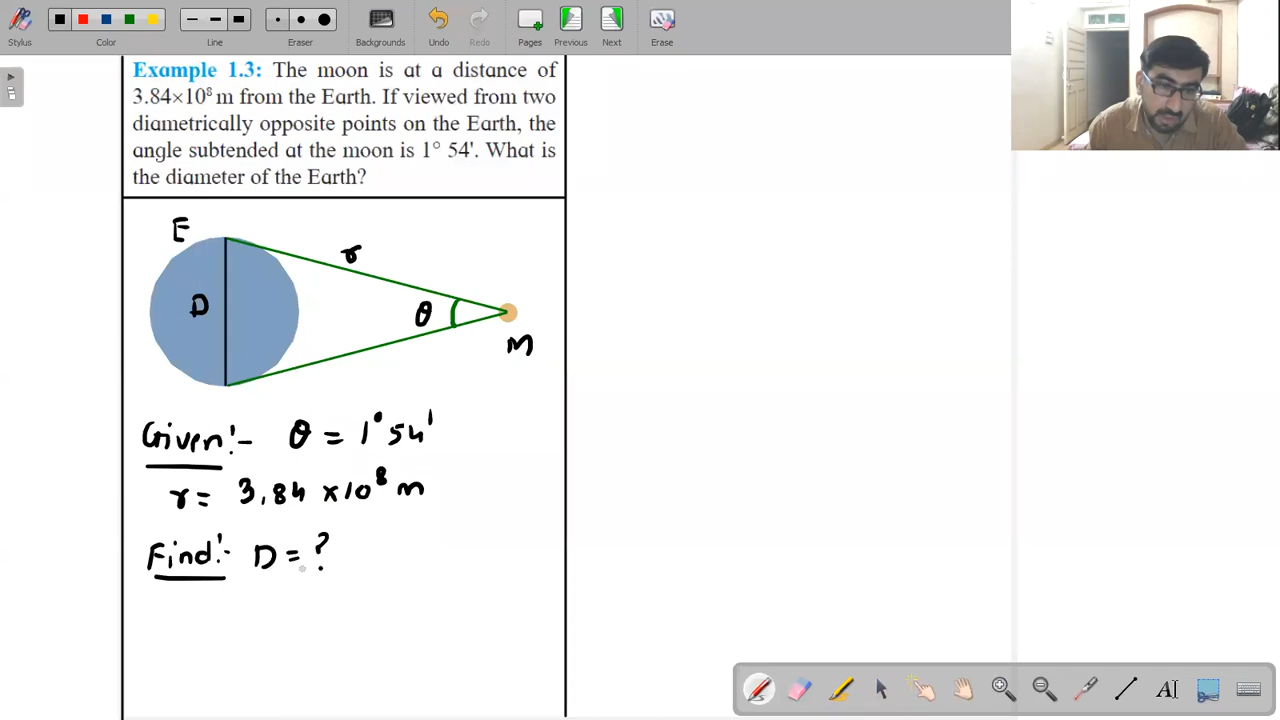 Stylus
Color
Line
Eraser
Backgrounds
Undo
Redo
Pages
Previous
Next
Erase
Example 1.3: The moon is at a distance of
3.84×10⁸ m from the Earth. If viewed from two
diametrically opposite points on the Earth, the
angle subtended at the moon is 1° 54'. What is
the diameter of the Earth?
E
r
D
θ
M
Given:- θ = 1° 54'
r = 3.84 ×10⁸ m
Find:- D = ?
AI